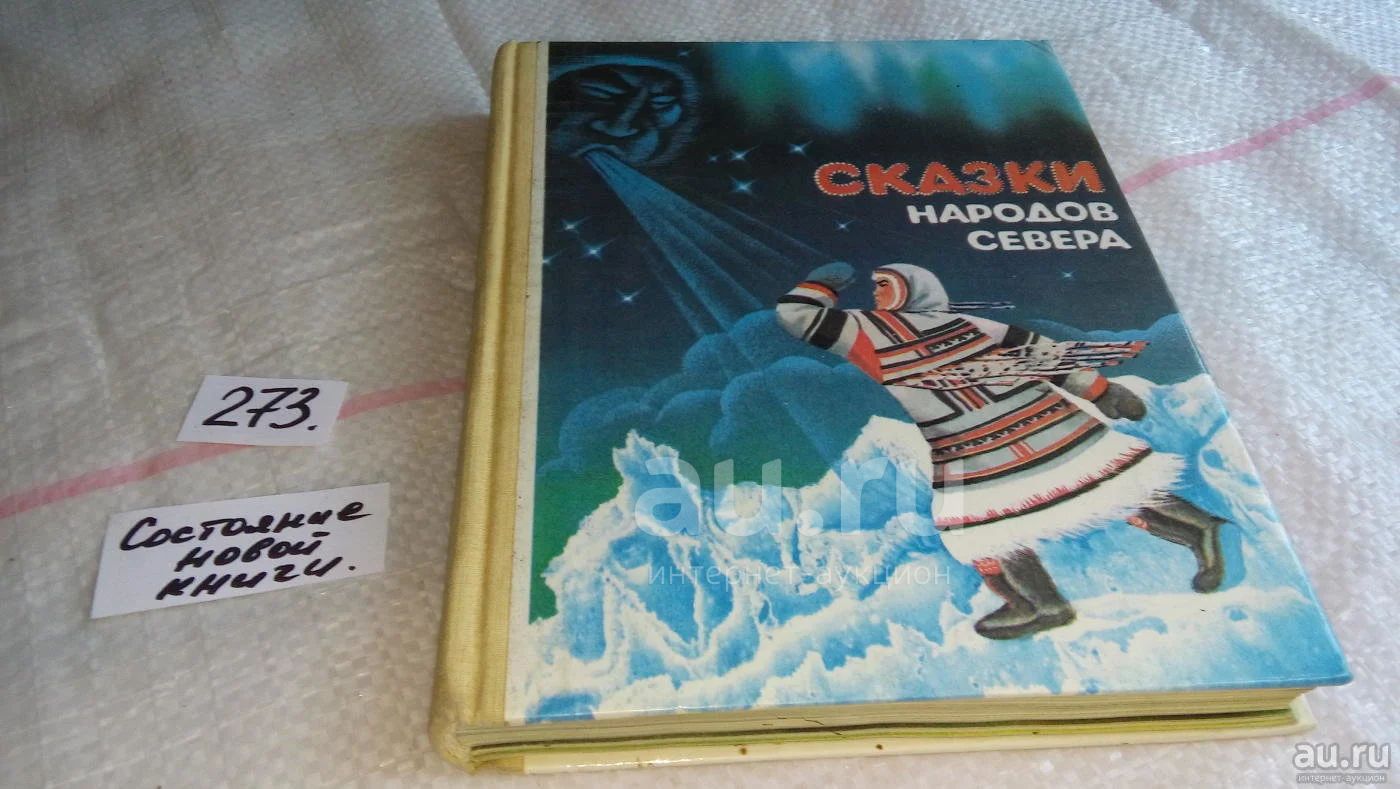 СКАЗКИ
НАРОДОВ
СЕВЕРА
273.
Состояние
новой
книги.
au.ru
интернет-аукцион
au.ru
интернет-аукцион